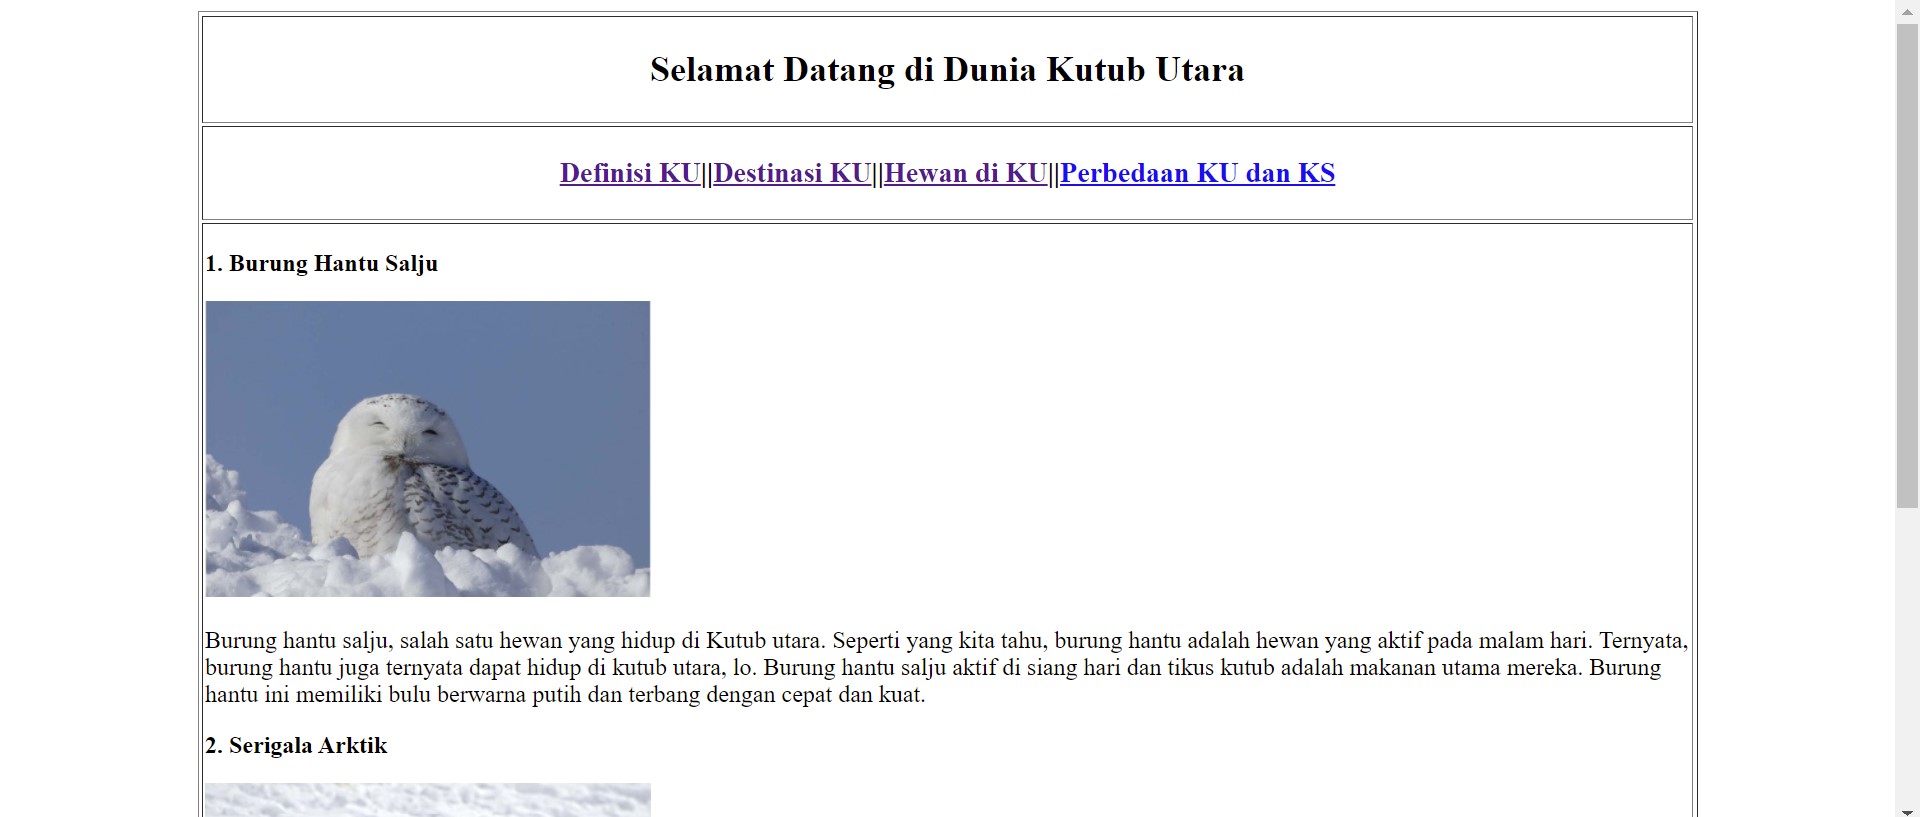 Selamat Datang di Dunia Kutub Utara
Definisi KU||Destinasi KU||Hewan di KU||Perbedaan KU dan KS
1. Burung Hantu Salju
Burung hantu salju, salah satu hewan yang hidup di Kutub utara. Seperti yang kita tahu, burung hantu adalah hewan yang aktif pada malam hari. Ternyata,
burung hantu juga ternyata dapat hidup di kutub utara, lo. Burung hantu salju aktif di siang hari dan tikus kutub adalah makanan utama mereka. Burung
hantu ini memiliki bulu berwarna putih dan terbang dengan cepat dan kuat.
2. Serigala Arktik